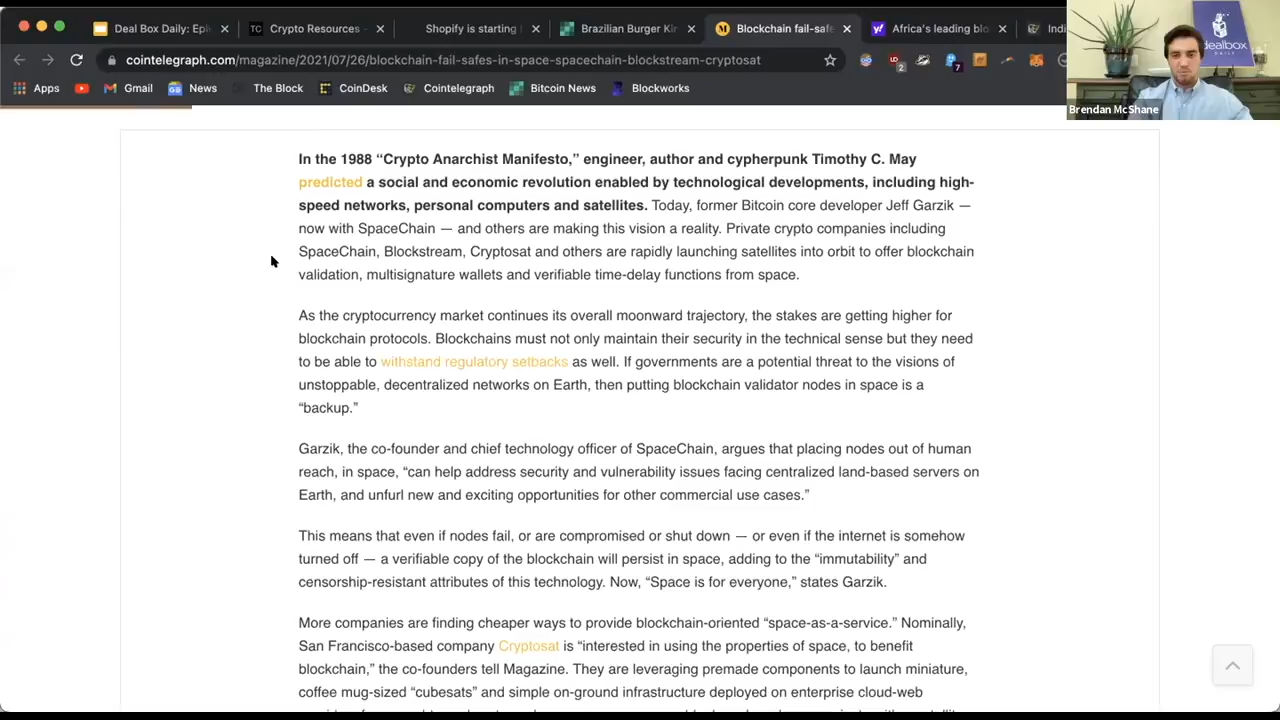 Deal Box Daily: Epi
Crypto Resources -
Shopify is starting
Brazilian Burger Kin
Blockchain fail-safe
Africa's leading blo
Indi
cointelegraph.com/magazine/2021/07/26/blockchain-fail-safe-in-space-spacechain-blockstream-cryptosat
2
7
Apps
Gmail
News
The Block
CoinDesk
Cointelegraph
Bitcoin News
Blockworks
dealbox
DAILY
Brendan McShane
In the 1988 “Crypto Anarchist Manifesto,” engineer, author and cypherpunk Timothy C. May
predicted a social and economic revolution enabled by technological developments, including high-
speed networks, personal computers and satellites. Today, former Bitcoin core developer Jeff Garzik —
now with SpaceChain — and others are making this vision a reality. Private crypto companies including
SpaceChain, Blockstream, Cryptosat and others are rapidly launching satellites into orbit to offer blockchain
validation, multisignature wallets and verifiable time-delay functions from space.
As the cryptocurrency market continues its overall moonward trajectory, the stakes are getting higher for
blockchain protocols. Blockchains must not only maintain their security in the technical sense but they need
to be able to withstand regulatory setbacks as well. If governments are a potential threat to the visions of
unstoppable, decentralized networks on Earth, then putting blockchain validator nodes in space is a
“backup.”
Garzik, the co-founder and chief technology officer of SpaceChain, argues that placing nodes out of human
reach, in space, “can help address security and vulnerability issues facing centralized land-based servers on
Earth, and unfurl new and exciting opportunities for other commercial use cases.”
This means that even if nodes fail, or are compromised or shut down — or even if the internet is somehow
turned off — a verifiable copy of the blockchain will persist in space, adding to the “immutability” and
censorship-resistant attributes of this technology. Now, “Space is for everyone,” states Garzik.
More companies are finding cheaper ways to provide blockchain-oriented “space-as-a-service.” Nominally,
San Francisco-based company Cryptosat is “interested in using the properties of space, to benefit
blockchain,” the co-founders tell Magazine. They are leveraging premade components to launch miniature,
coffee mug-sized “cubesats” and simple on-ground infrastructure deployed on enterprise cloud-web